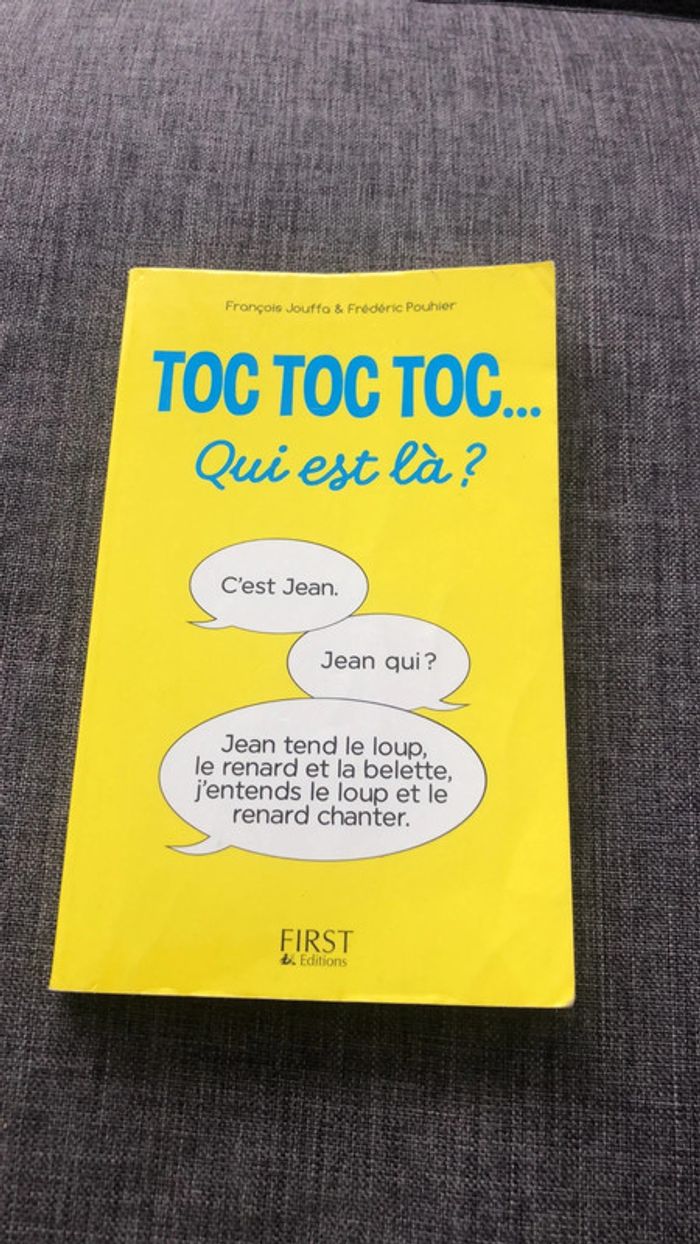 François Jouffa & Frédéric Pouhier
TOC TOC TOC...
Qui est là ?
C'est Jean.
Jean qui ?
Jean tend le loup,
le renard et la belette,
j'entends le loup et le
renard chanter.
FIRST
Editions